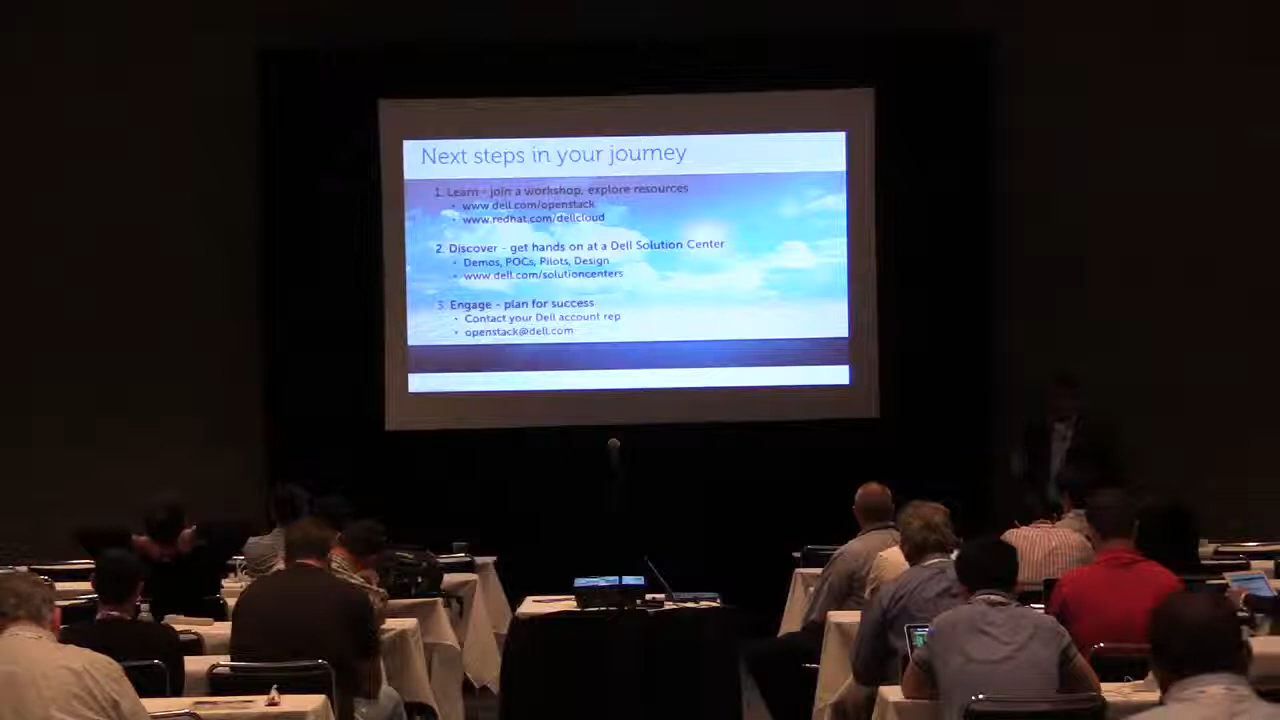 Next steps in your journey
1. Learn - join a workshop, explore resources
• www.dell.com/openstack
• www.redhat.com/dellcloud
2. Discover - get hands on at a Dell Solution Center
• Demos, POCs, Pilots, Design
• www.dell.com/solutioncenters
3. Engage - plan for success
• Contact your Dell account rep
• openstack@dell.com